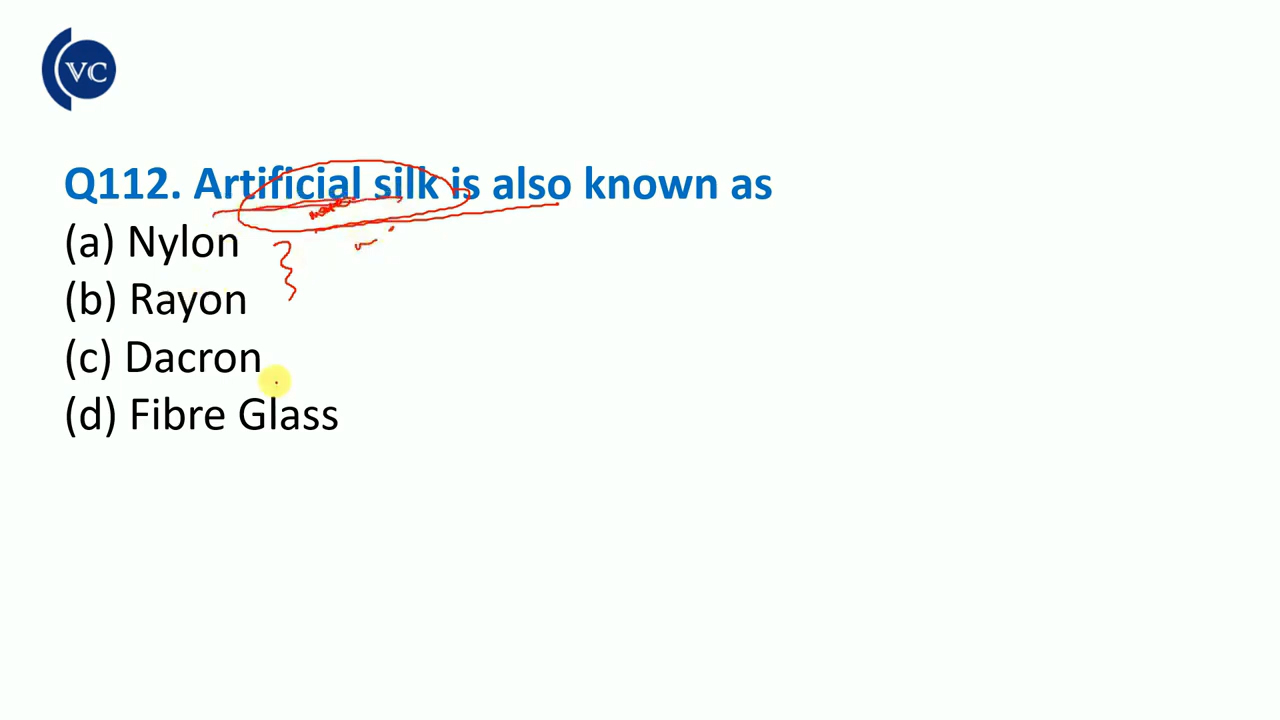 VC
Q112. Artificial silk is also known as
(a) Nylon
(b) Rayon
(c) Dacron
(d) Fibre Glass